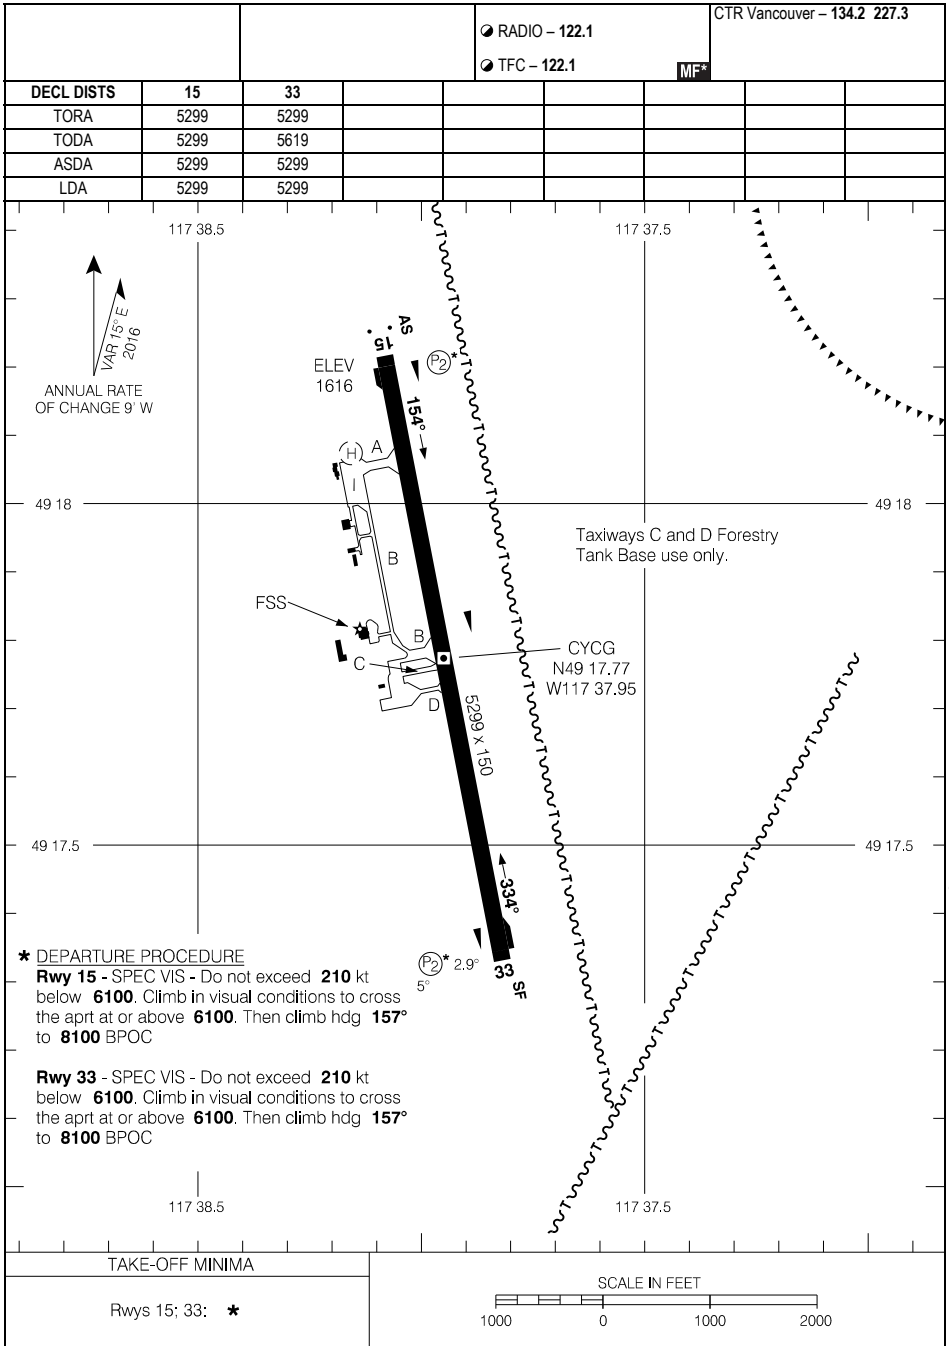 CTR Vancouver – 134.2 227.3
RADIO – 122.1
TFC – 122.1
MF*
DECL DISTS 15 33
TORA 5299 5299
TODA 5299 5619
ASDA 5299 5299
LDA 5299 5299
117 38.5
117 37.5
VAR 15° E
2016
ANNUAL RATE
OF CHANGE 9' W
AS
15
ELEV
1616
P2 *
154°
H
A
49 18
49 18
Taxiways C and D Forestry
Tank Base use only.
B
FSS
B
C
CYCG
N49 17.77
W117 37.95
D
5299 x 150
49 17.5
49 17.5
334°
P2 * 2.9°
5°
33
SF
* DEPARTURE PROCEDURE
Rwy 15 - SPEC VIS - Do not exceed 210 kt
below 6100. Climb in visual conditions to cross
the aprt at or above 6100. Then climb hdg 157°
to 8100 BPOC
Rwy 33 - SPEC VIS - Do not exceed 210 kt
below 6100. Climb in visual conditions to cross
the aprt at or above 6100. Then climb hdg 157°
to 8100 BPOC
117 38.5
117 37.5
TAKE-OFF MINIMA
Rwys 15; 33: *
SCALE IN FEET
1000 0 1000 2000